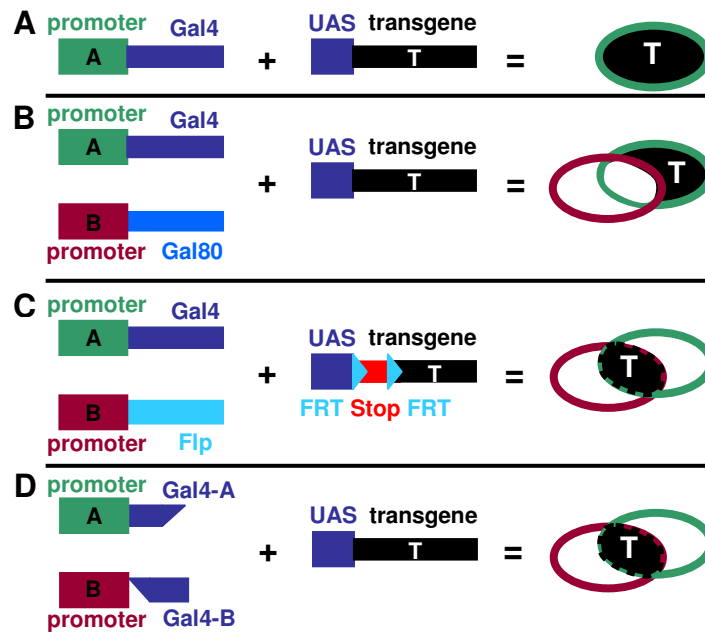 A
promoter
Gal4
UAS transgene
A
+
T
=
T
B
promoter
Gal4
UAS transgene
A
+
T
=
T
B
promoter
Gal80
C
promoter
Gal4
UAS transgene
A
+
T
=
T
B
FRT Stop FRT
promoter
Flp
D
promoter
Gal4-A
UAS transgene
A
+
T
=
T
B
promoter
Gal4-B